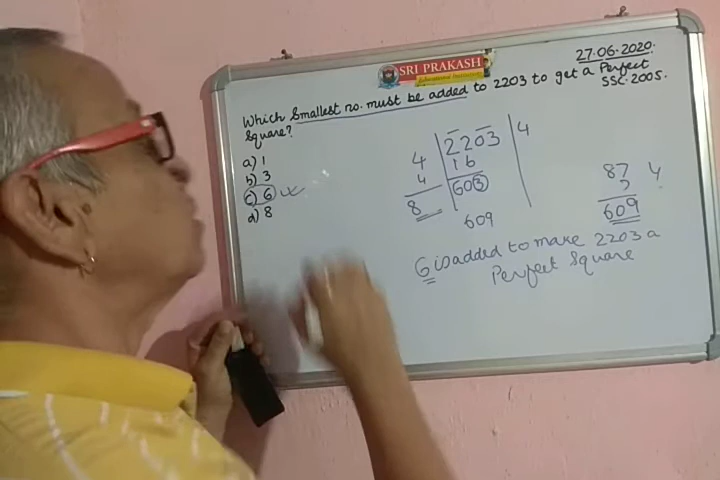 27.06.2020.
SRI PRAKASH
Educational Institutions
Which Smallest no. must be added to 2203 to get a Perfect
Square?
SSC.2005.
a) 1
b) 3
c) 6
d) 8
4 2203 4
4 16
8 603
609
87
7
609
6 is added to make 2203 a
Perfect Square